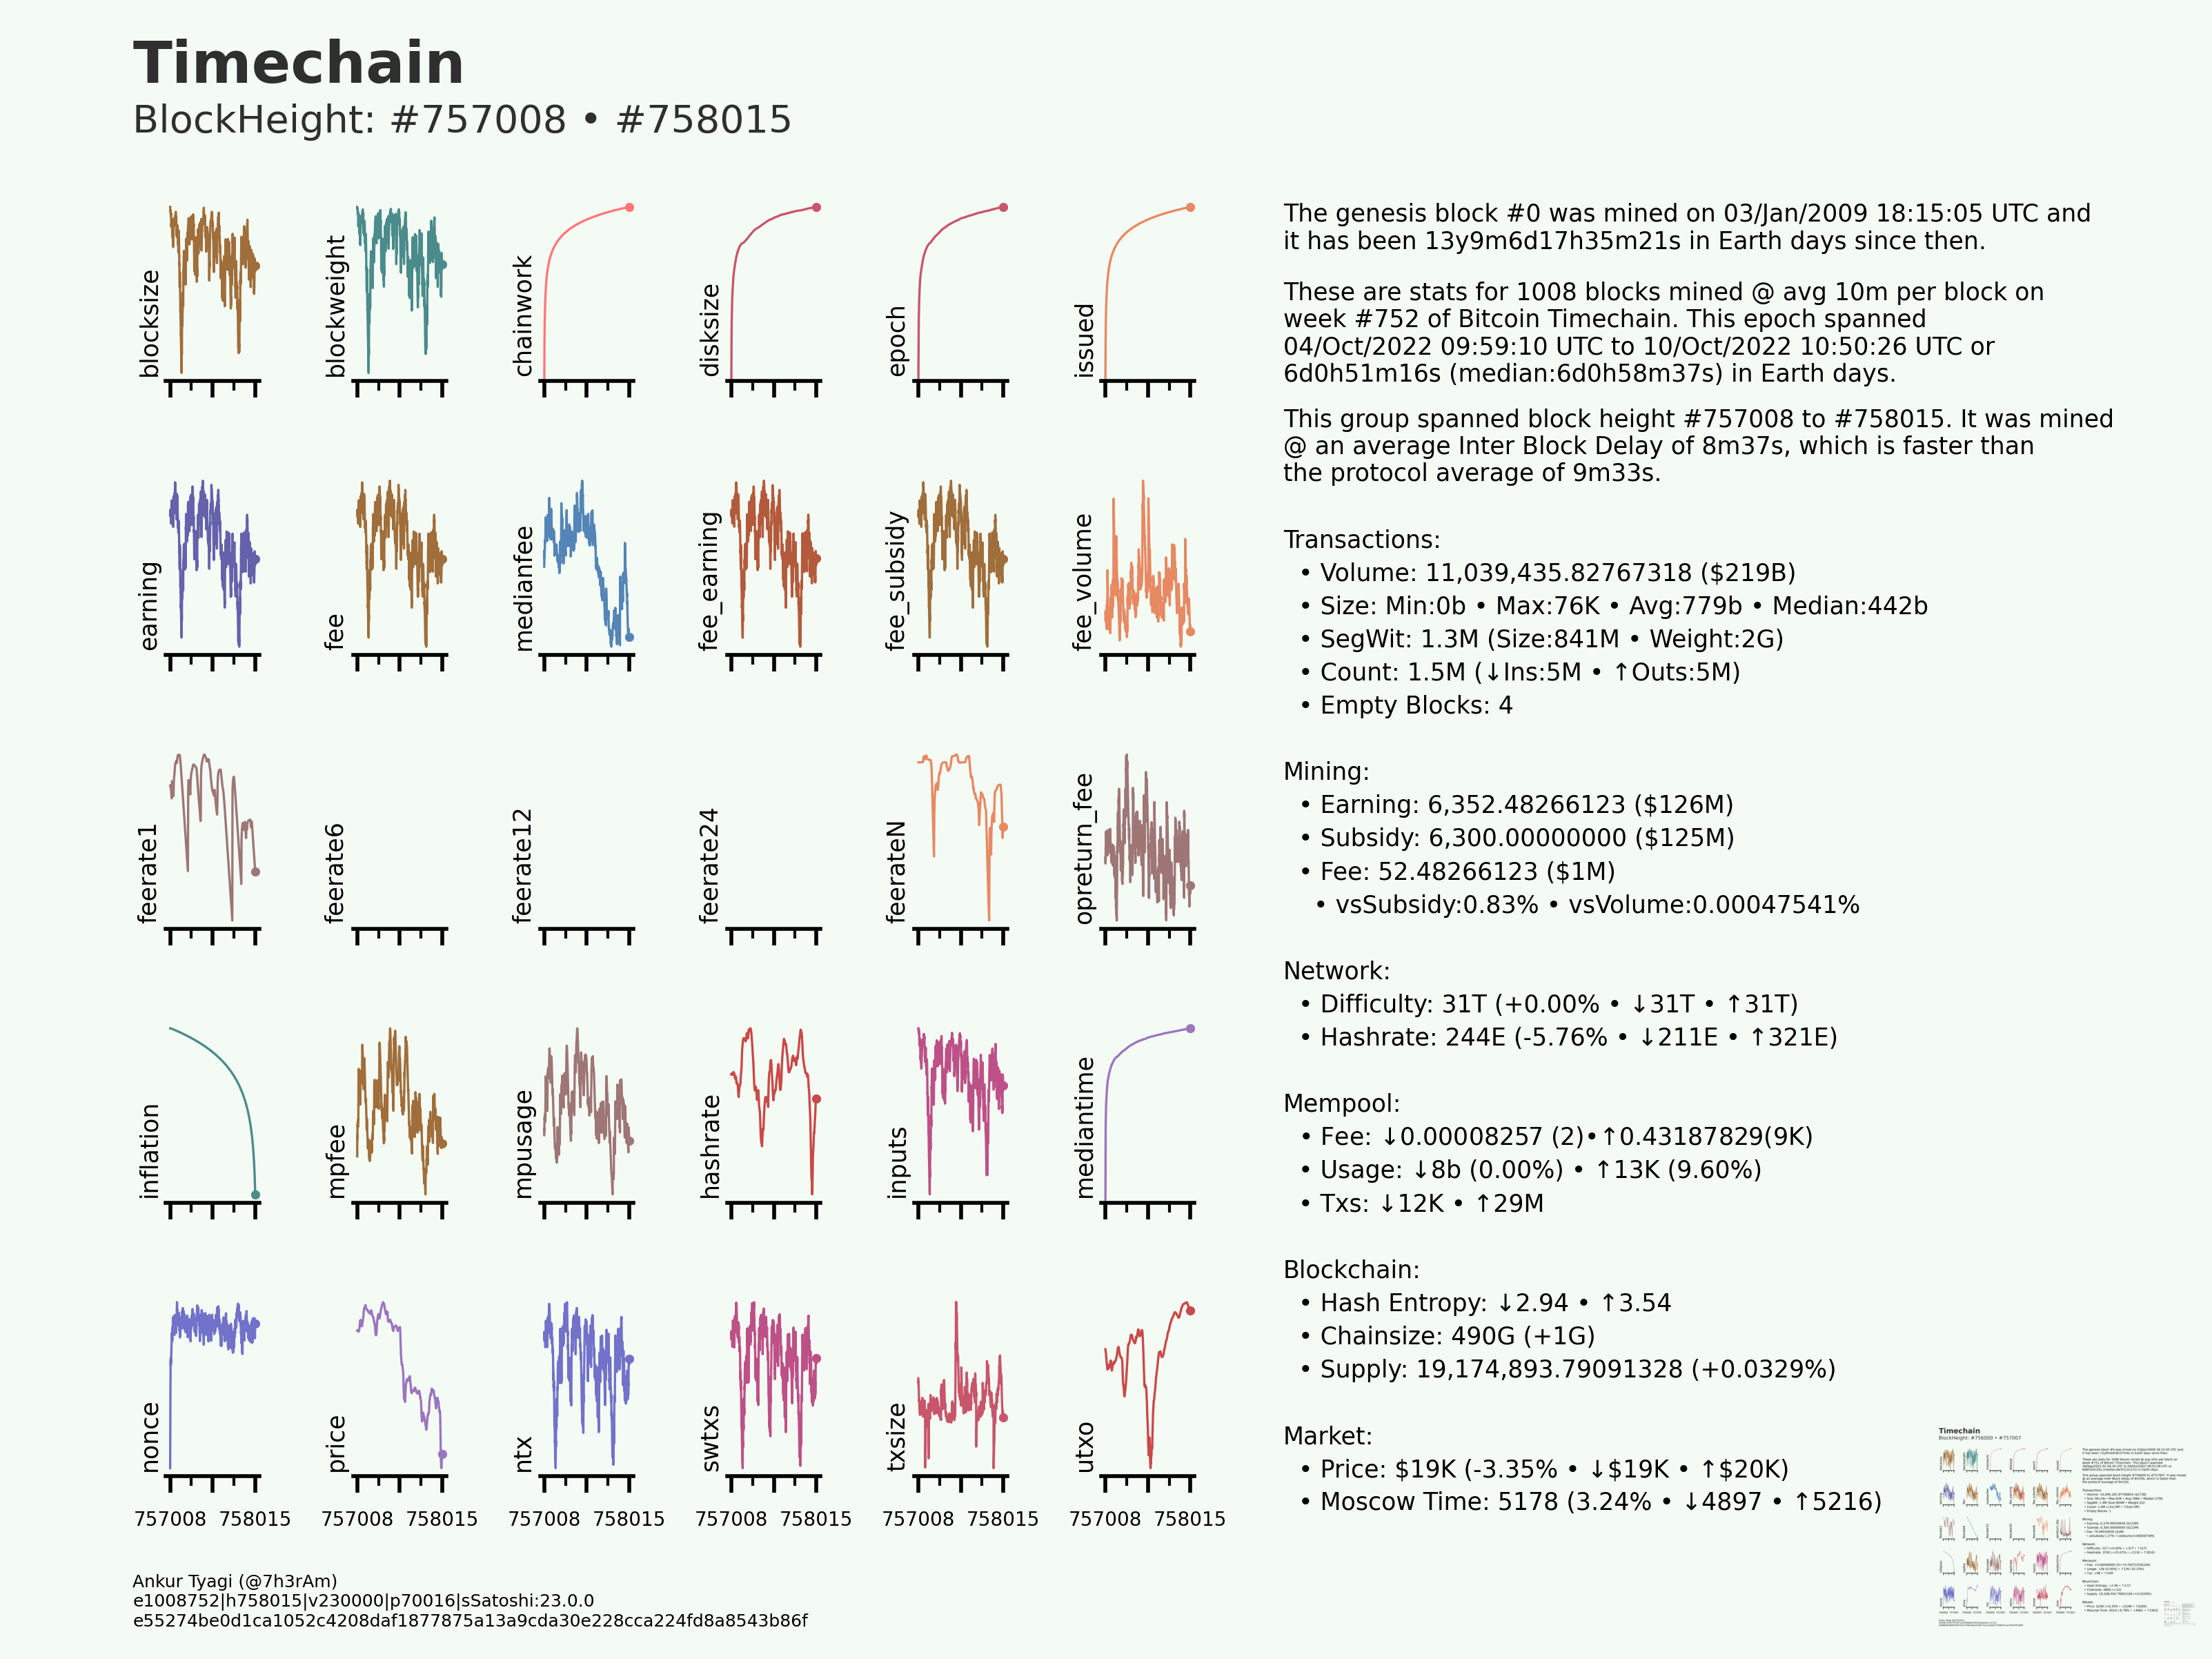 Timechain
BlockHeight: #757008 • #758015
blocksize
blockweight
chainwork
disksize
epoch
issued
earning
fee
medianfee
fee_earning
fee_subsidy
fee_volume
feerate1
feerate6
feerate12
feerate24
feerateN
opreturn_fee
inflation
mpfee
mpusage
hashrate
inputs
mediantime
nonce
price
ntx
swtxs
txsize
utxo
757008 758015 757008 758015 757008 758015 757008 758015 757008 758015 757008 758015
The genesis block #0 was mined on 03/Jan/2009 18:15:05 UTC and
it has been 13y9m6d17h35m21s in Earth days since then.
These are stats for 1008 blocks mined @ avg 10m per block on
week #752 of Bitcoin Timechain. This epoch spanned
04/Oct/2022 09:59:10 UTC to 10/Oct/2022 10:50:26 UTC or
6d0h51m16s (median:6d0h58m37s) in Earth days.
This group spanned block height #757008 to #758015. It was mined
@ an average Inter Block Delay of 8m37s, which is faster than
the protocol average of 9m33s.
Transactions:
• Volume: 11,039,435.82767318 ($219B)
• Size: Min:0b • Max:76K • Avg:779b • Median:442b
• SegWit: 1.3M (Size:841M • Weight:2G)
• Count: 1.5M (↓Ins:5M • ↑Outs:5M)
• Empty Blocks: 4
Mining:
• Earning: 6,352.48266123 ($126M)
• Subsidy: 6,300.00000000 ($125M)
• Fee: 52.48266123 ($1M)
• vsSubsidy:0.83% • vsVolume:0.00047541%
Network:
• Difficulty: 31T (+0.00% • ↓31T • ↑31T)
• Hashrate: 244E (-5.76% • ↓211E • ↑321E)
Mempool:
• Fee: ↓0.00008257 (2)•↑0.43187829(9K)
• Usage: ↓8b (0.00%) • ↑13K (9.60%)
• Txs: ↓12K • ↑29M
Blockchain:
• Hash Entropy: ↓2.94 • ↑3.54
• Chainsize: 490G (+1G)
• Supply: 19,174,893.79091328 (+0.0329%)
Market:
• Price: $19K (-3.35% • ↓$19K • ↑$20K)
• Moscow Time: 5178 (3.24% • ↓4897 • ↑5216)
Ankur Tyagi (@7h3rAm)
e1008752|h758015|v230000|p70016|sSatoshi:23.0.0
e55274be0d1ca1052c4208daf1877875a13a9cda30e228cca224fd8a8543b86f
Timechain
BlockHeight: #756000 • #757007